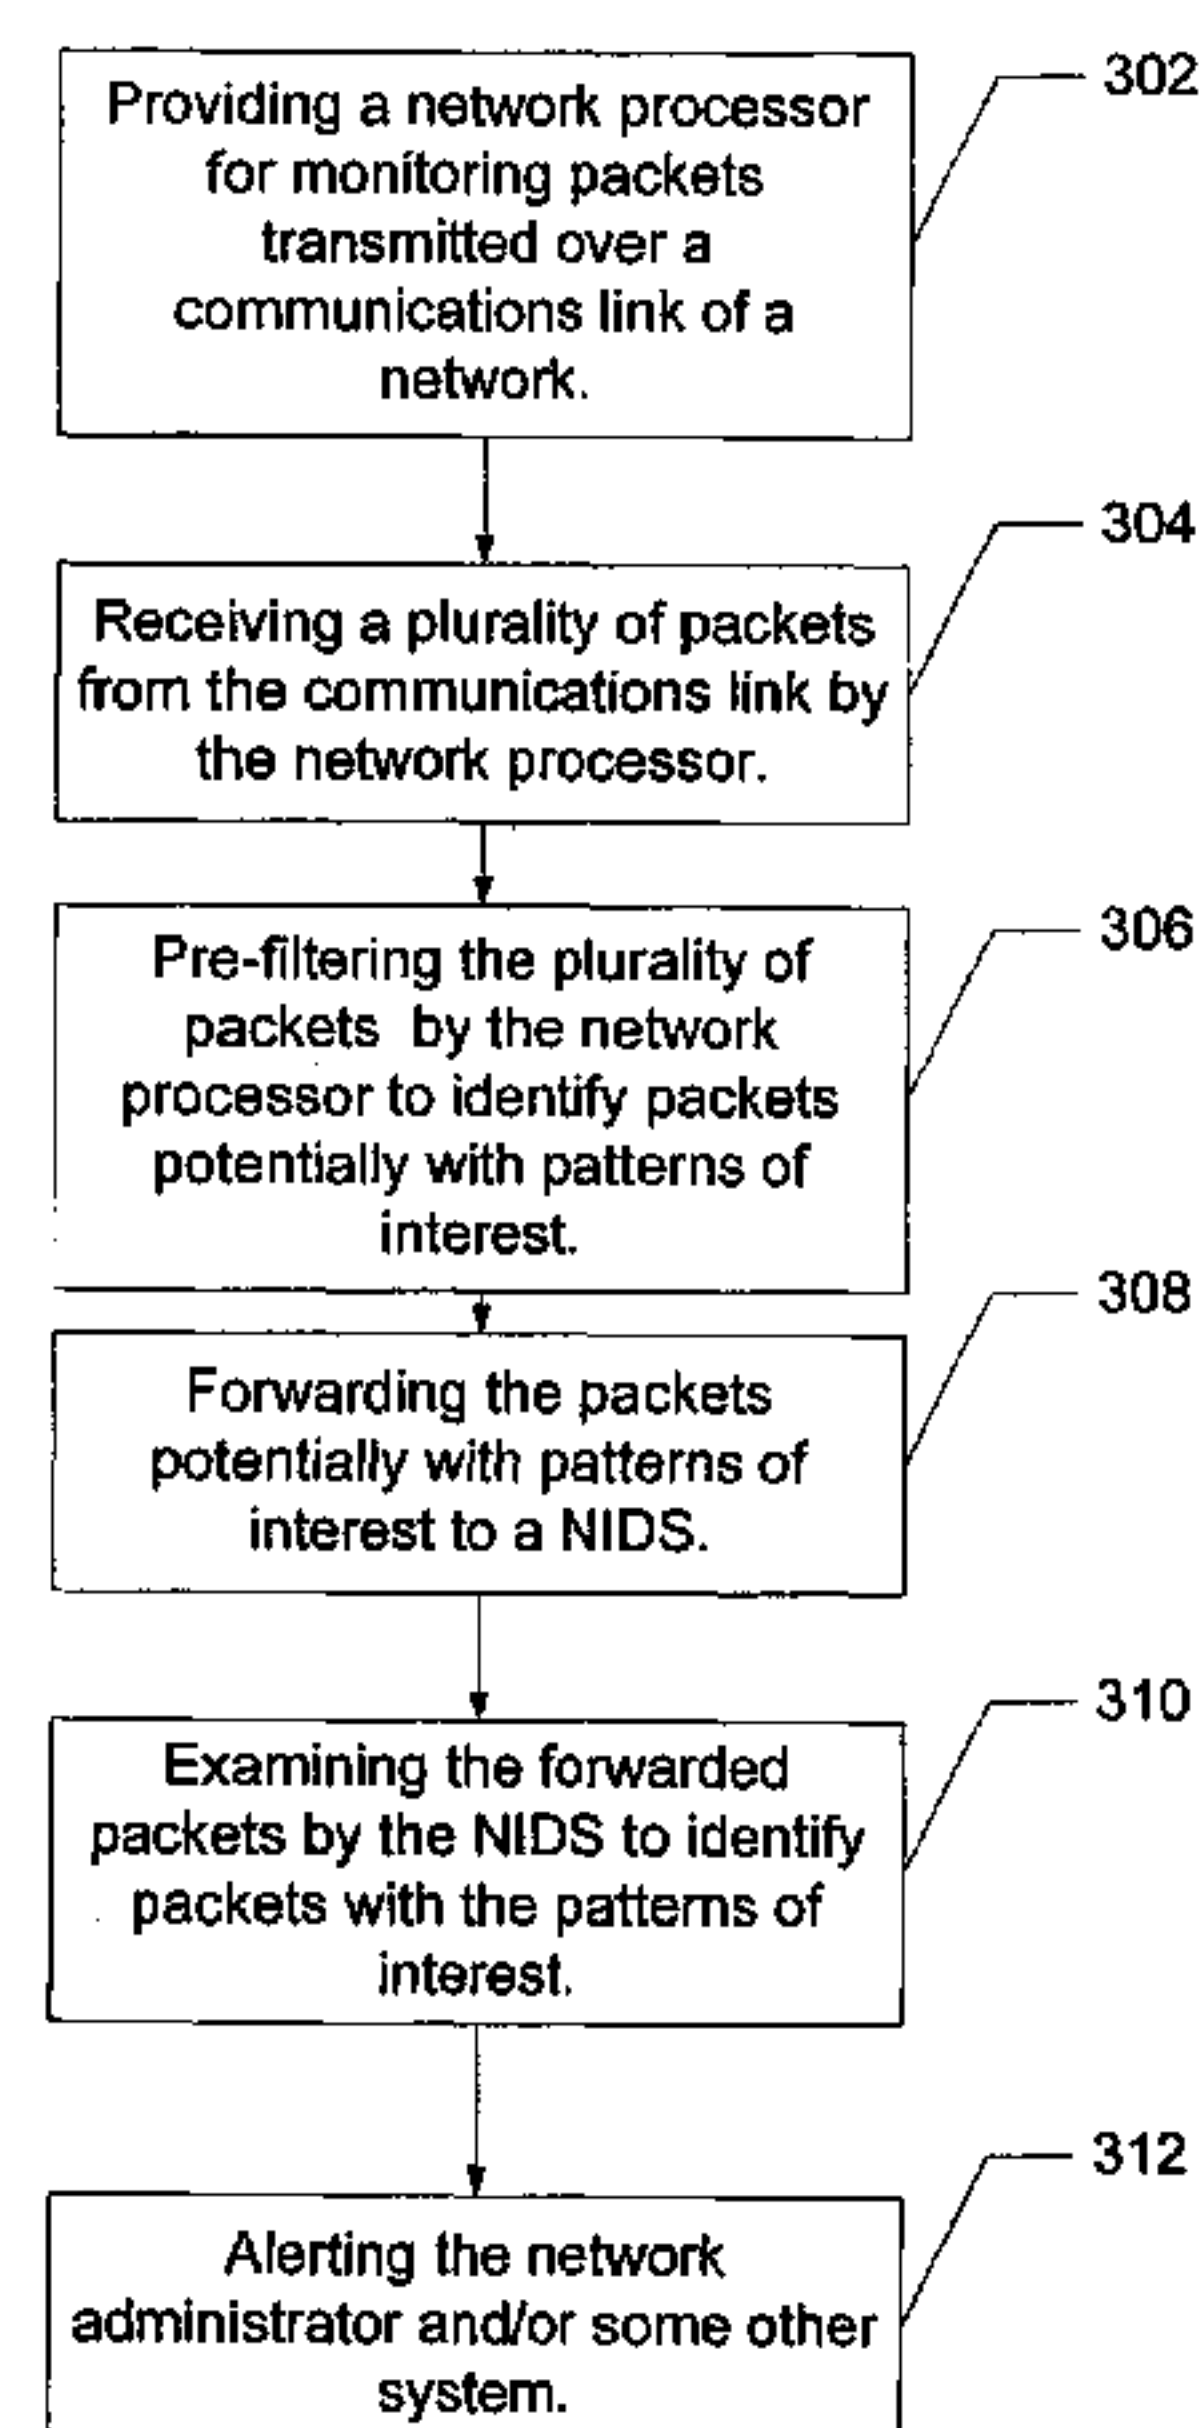 Providing a network processor
for monitoring packets
transmitted over a
communications link of a
network.
302
Receiving a plurality of packets
from the communications link by
the network processor.
304
Pre-filtering the plurality of
packets by the network
processor to identify packets
potentially with patterns of
interest.
306
Forwarding the packets
potentially with patterns of
interest to a NIDS.
308
Examining the forwarded
packets by the NIDS to identify
packets with the patterns of
interest.
310
Alerting the network
administrator and/or some other
system.
312